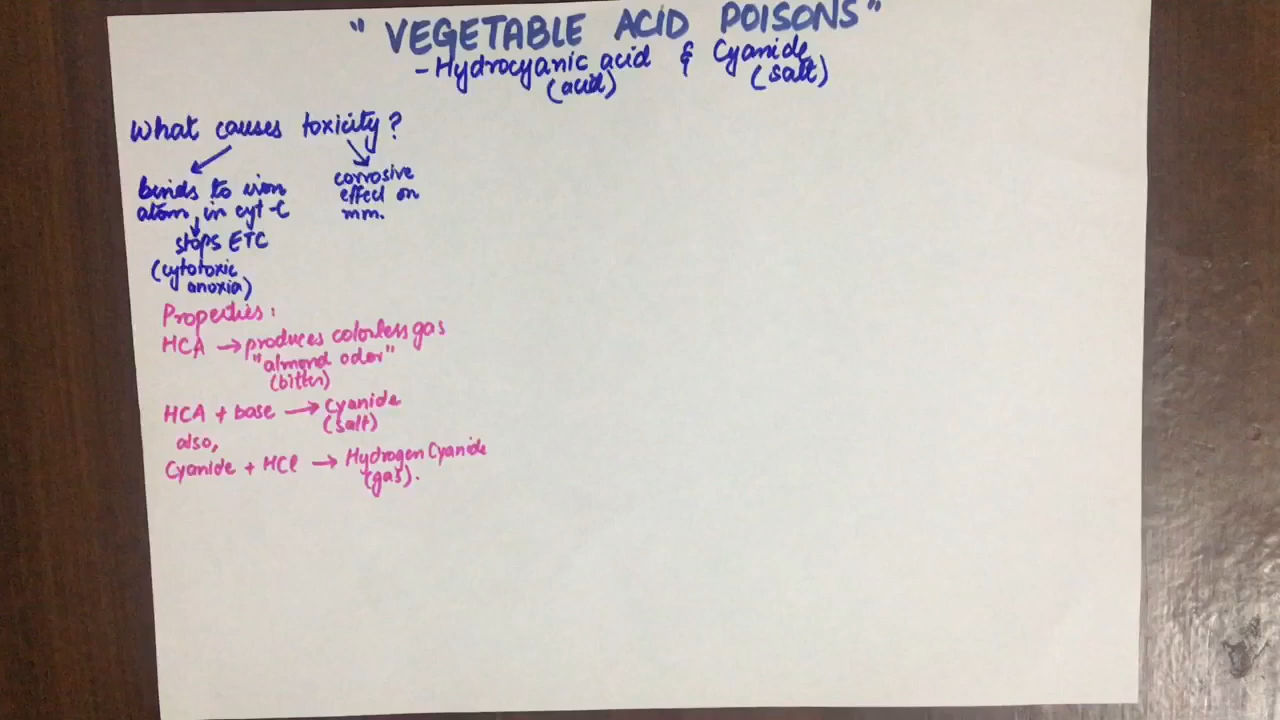 "VEGETABLE ACID POISONS"
- Hydrocyanic acid & Cyanide
(acid) (salt)
What causes toxicity?
binds to iron
atom in cyt-C
stops ETC
(cytotoxic
anoxia)
corrosive
effect on
mm.
Properties:
HCA → produces colorless gas
"almond odor"
(bitter)
HCA + base → Cyanide
(salt)
also,
Cyanide + HCl → Hydrogen Cyanide
(gas).